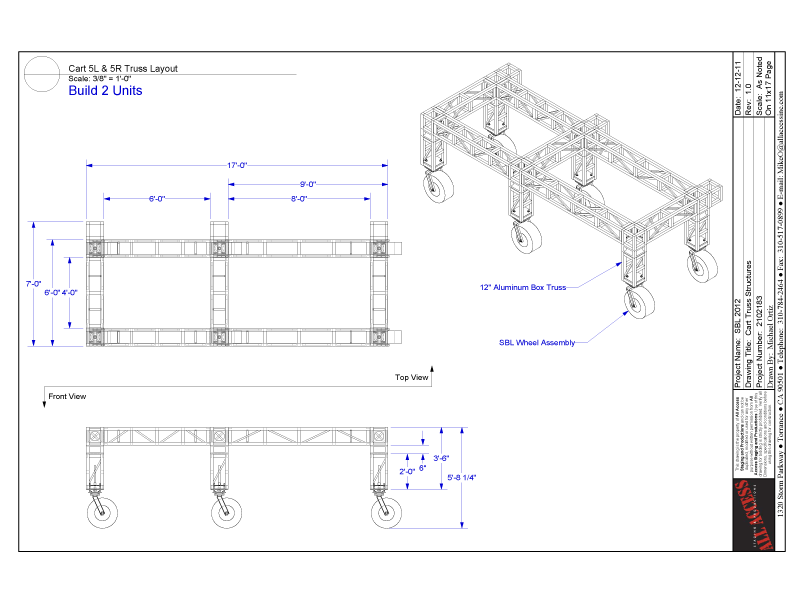 Cart 5L & 5R Truss Layout
Scale: 3/8" = 1'-0"
Build 2 Units
17'-0"
9'-0"
6'-0"
8'-0"
7'-0"
6'-0"
4'-0"
12" Aluminum Box Truss
SBL Wheel Assembly
Top View
Front View
3'-6"
2'-0"
6"
5'-8 1/4"
Date: 12-12-11
Rev: 1.0
Scale: As Noted
On 11x17 Page
Project Name: SBL 2012
Drawing Title: Cart Truss Structures
Project Number: 2102183
Drawn By: Michael Ortiz
ALL ACCESS
1320 Storm Parkway ● Torrance ● CA 90501 ● Telephone: 310-784-2464 ● Fax: 310-517-0899 ● E-mail: MikeO@allaccessinc.com